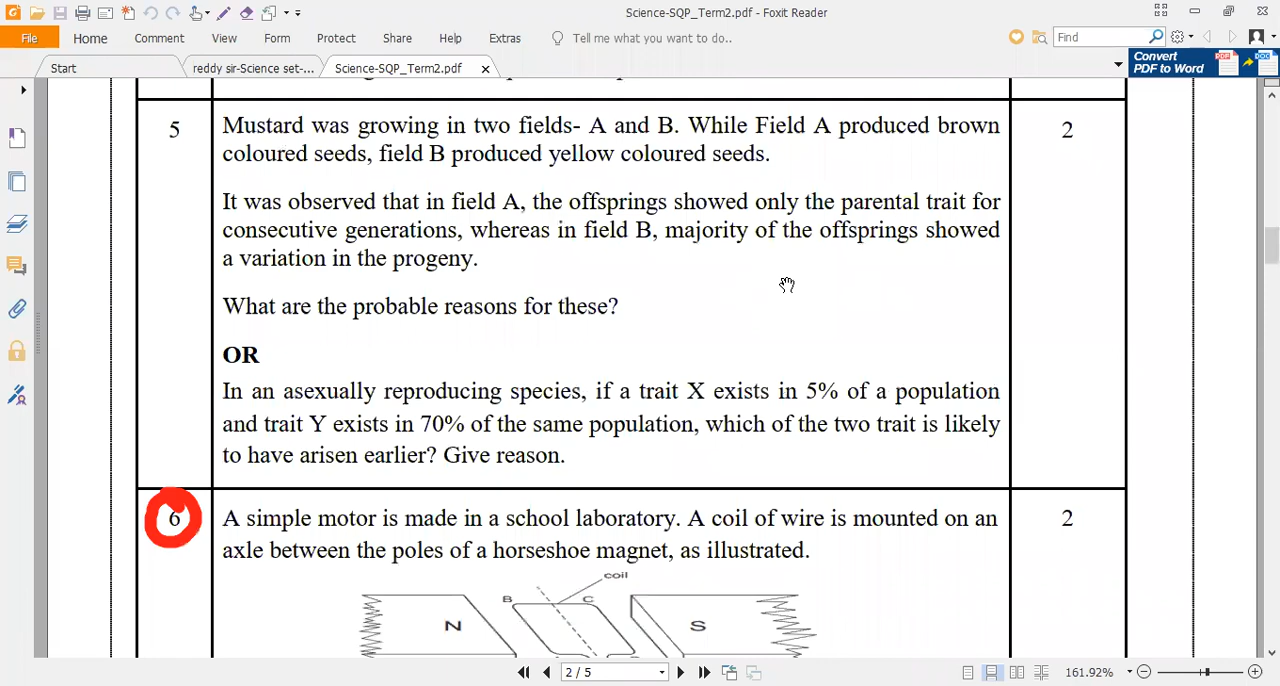 Science-SQP_Term2.pdf - Foxit Reader
File Home Comment View Form Protect Share Help Extras Tell me what you want to do.. Find
Start reddy sir-Science set-... Science-SQP_Term2.pdf
Convert
PDF to Word
5 Mustard was growing in two fields- A and B. While Field A produced brown 2
coloured seeds, field B produced yellow coloured seeds.
It was observed that in field A, the offsprings showed only the parental trait for
consecutive generations, whereas in field B, majority of the offsprings showed
a variation in the progeny.
What are the probable reasons for these?
OR
In an asexually reproducing species, if a trait X exists in 5% of a population
and trait Y exists in 70% of the same population, which of the two trait is likely
to have arisen earlier? Give reason.
6 A simple motor is made in a school laboratory. A coil of wire is mounted on an 2
axle between the poles of a horseshoe magnet, as illustrated.
coil
B C
N S
2 / 5 161.92%